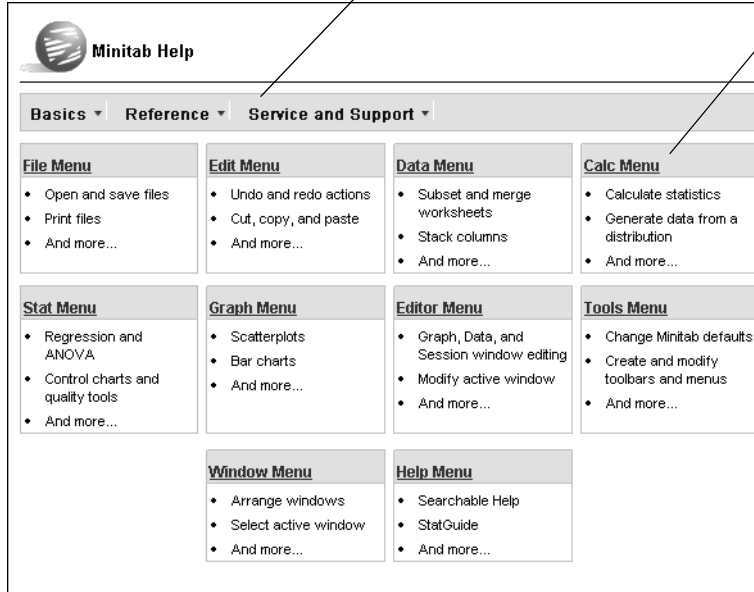 Minitab Help
Basics
Reference
Service and Support
File Menu
• Open and save files
• Print files
• And more...
Edit Menu
• Undo and redo actions
• Cut, copy, and paste
• And more...
Data Menu
• Subset and merge
worksheets
• Stack columns
• And more...
Calc Menu
• Calculate statistics
• Generate data from a
distribution
• And more...
Stat Menu
• Regression and
ANOVA
• Control charts and
quality tools
• And more...
Graph Menu
• Scatterplots
• Bar charts
• And more...
Editor Menu
• Graph, Data, and
Session window editing
• Modify active window
• And more...
Tools Menu
• Change Minitab defaults
• Create and modify
toolbars and menus
• And more...
Window Menu
• Arrange windows
• Select active window
• And more...
Help Menu
• Searchable Help
• StatGuide
• And more...